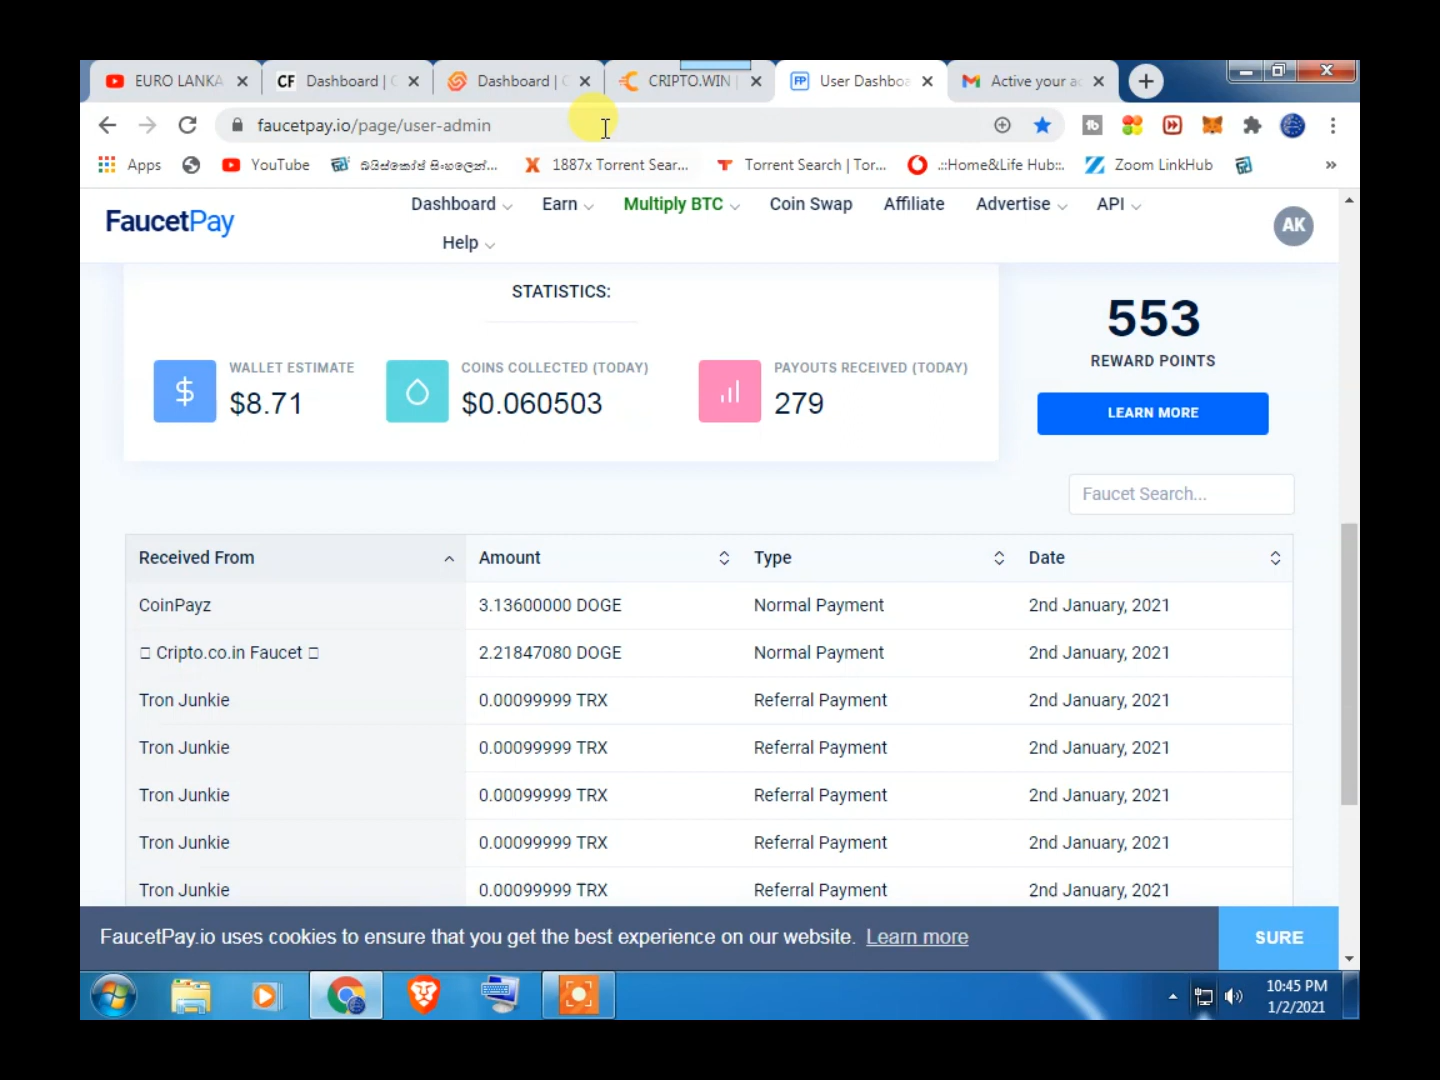 EURO LANKA
CF Dashboard | C
Dashboard |
CRIPTO.WIN |
FP User Dashboa
Active your ac
faucetpay.io/page/user-admin
Apps
YouTube
බයිස්කෝප් සිංහලෙන්...
1887x Torrent Sear...
Torrent Search | Tor...
.::Home&Life Hub::.
Zoom LinkHub
»
FaucetPay
Dashboard
Earn
Multiply BTC
Coin Swap
Affiliate
Advertise
API
Help
AK
STATISTICS:
WALLET ESTIMATE
$8.71
COINS COLLECTED (TODAY)
$0.060503
PAYOUTS RECEIVED (TODAY)
279
553
REWARD POINTS
LEARN MORE
Faucet Search...
Received From Amount Type Date
CoinPayz 3.13600000 DOGE Normal Payment 2nd January, 2021
Cripto.co.in Faucet 2.21847080 DOGE Normal Payment 2nd January, 2021
Tron Junkie 0.00099999 TRX Referral Payment 2nd January, 2021
Tron Junkie 0.00099999 TRX Referral Payment 2nd January, 2021
Tron Junkie 0.00099999 TRX Referral Payment 2nd January, 2021
Tron Junkie 0.00099999 TRX Referral Payment 2nd January, 2021
Tron Junkie 0.00099999 TRX Referral Payment 2nd January, 2021
FaucetPay.io uses cookies to ensure that you get the best experience on our website. Learn more
SURE
10:45 PM
1/2/2021